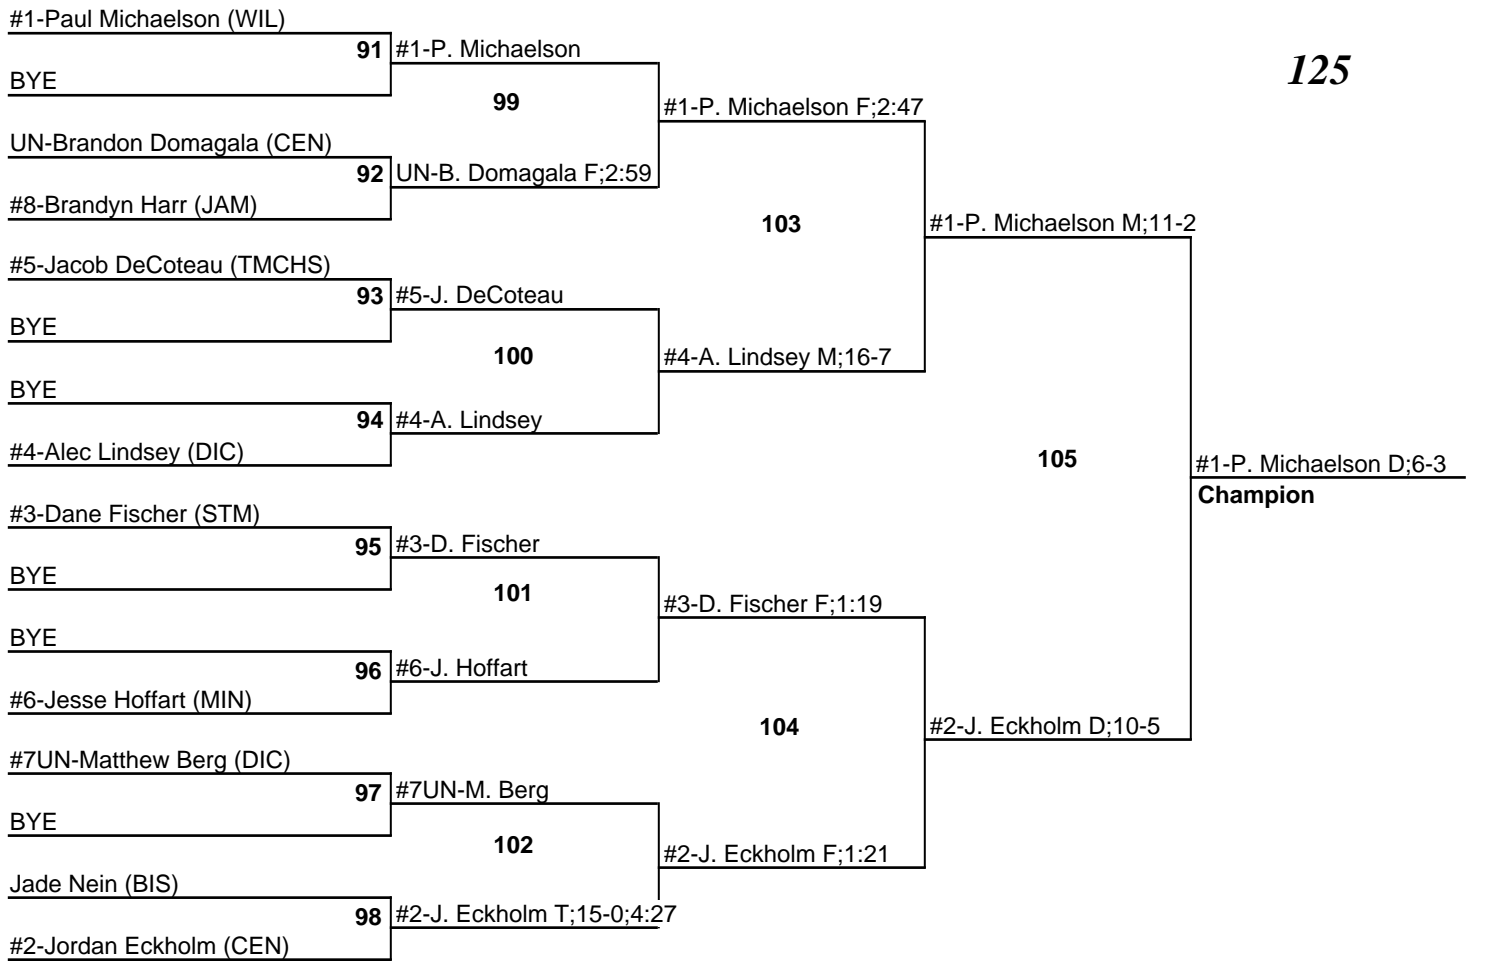 #1-Paul Michaelson (WIL)
91 #1-P. Michaelson
125
BYE
99
#1-P. Michaelson F;2:47
UN-Brandon Domagala (CEN)
92 UN-B. Domagala F;2:59
#8-Brandyn Harr (JAM)
103
#1-P. Michaelson M;11-2
#5-Jacob DeCoteau (TMCHS)
93 #5-J. DeCoteau
BYE
100
#4-A. Lindsey M;16-7
BYE
94 #4-A. Lindsey
#4-Alec Lindsey (DIC)
105
#1-P. Michaelson D;6-3
Champion
#3-Dane Fischer (STM)
95 #3-D. Fischer
BYE
101
#3-D. Fischer F;1:19
BYE
96 #6-J. Hoffart
#6-Jesse Hoffart (MIN)
104
#2-J. Eckholm D;10-5
#7UN-Matthew Berg (DIC)
97 #7UN-M. Berg
BYE
102
#2-J. Eckholm F;1:21
Jade Nein (BIS)
98 #2-J. Eckholm T;15-0;4:27
#2-Jordan Eckholm (CEN)